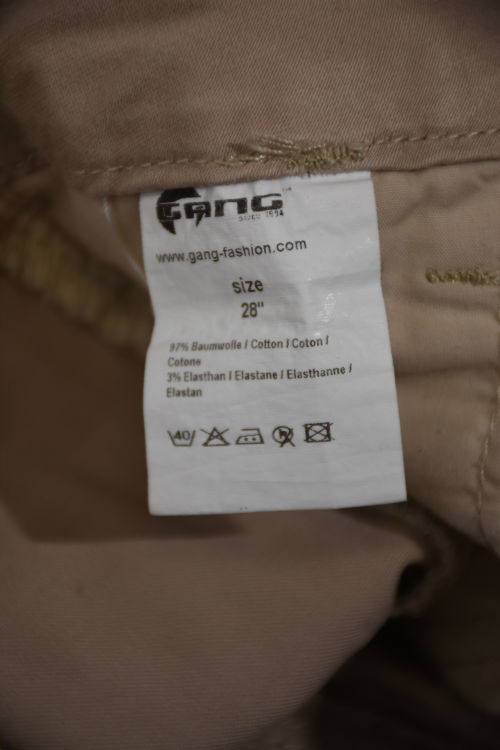 GANG™
SINCE 1994
www.gang-fashion.com
size
28"
97% Baumwolle / Cotton / Coton /
Cotone
3% Elasthan / Elastane / Elasthanne /
Elastan
40